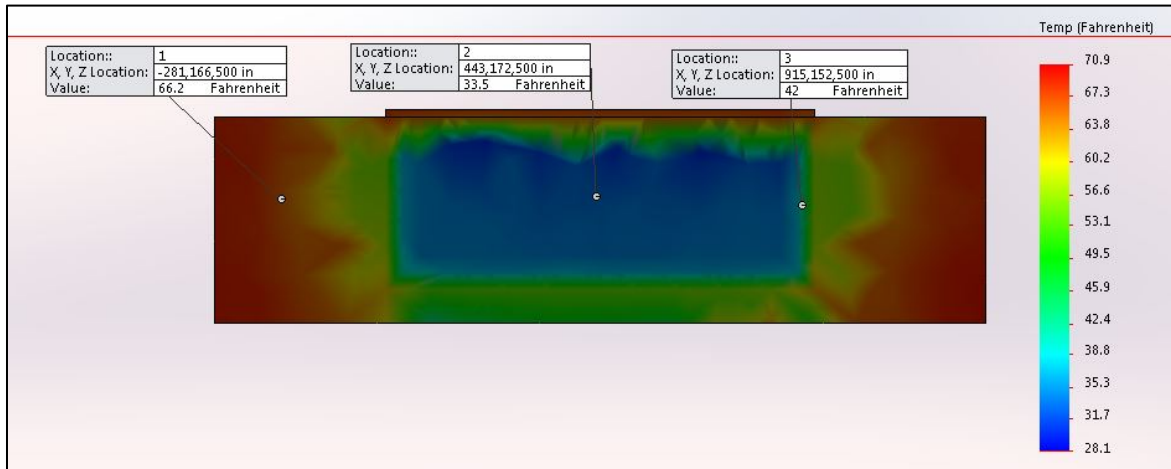 Temp (Fahrenheit)
Location:: 1
X, Y, Z Location: -281,166,500 in
Value: 66.2 Fahrenheit
Location:: 2
X, Y, Z Location: 443,172,500 in
Value: 33.5 Fahrenheit
Location:: 3
X, Y, Z Location: 915,152,500 in
Value: 42 Fahrenheit
70.9
67.3
63.8
60.2
56.6
53.1
49.5
45.9
42.4
38.8
35.3
31.7
28.1